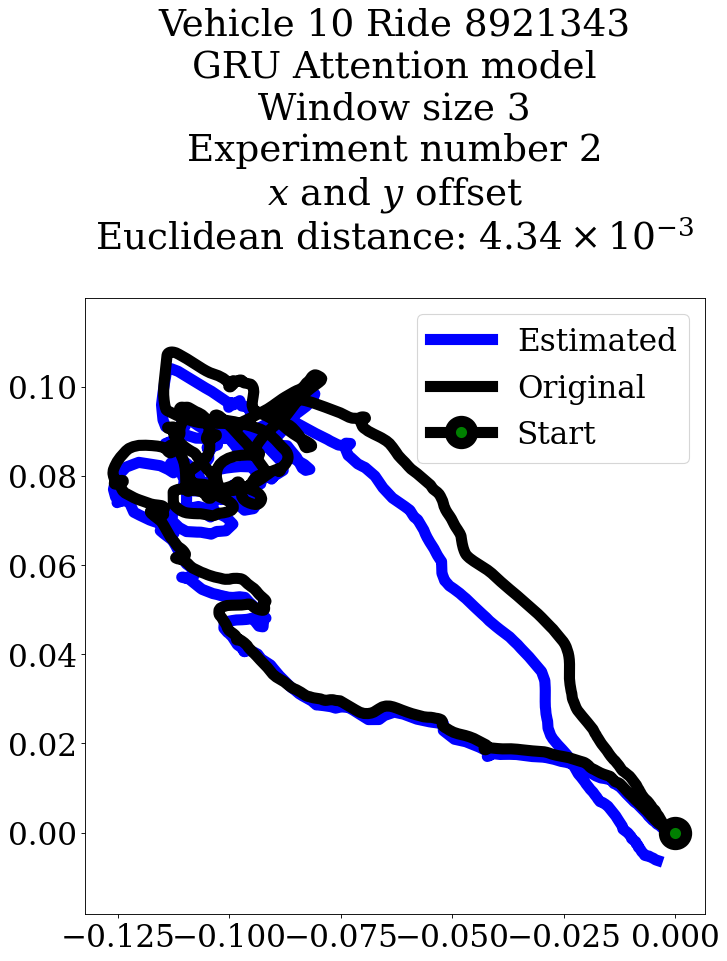 Vehicle 10 Ride 8921343
GRU Attention model
Window size 3
Experiment number 2
x and y offset
Euclidean distance: 4.34 × 10⁻³
Estimated
Original
Start
0.10
0.08
0.06
0.04
0.02
0.00
−0.125 −0.100 −0.075 −0.050 −0.025 0.000